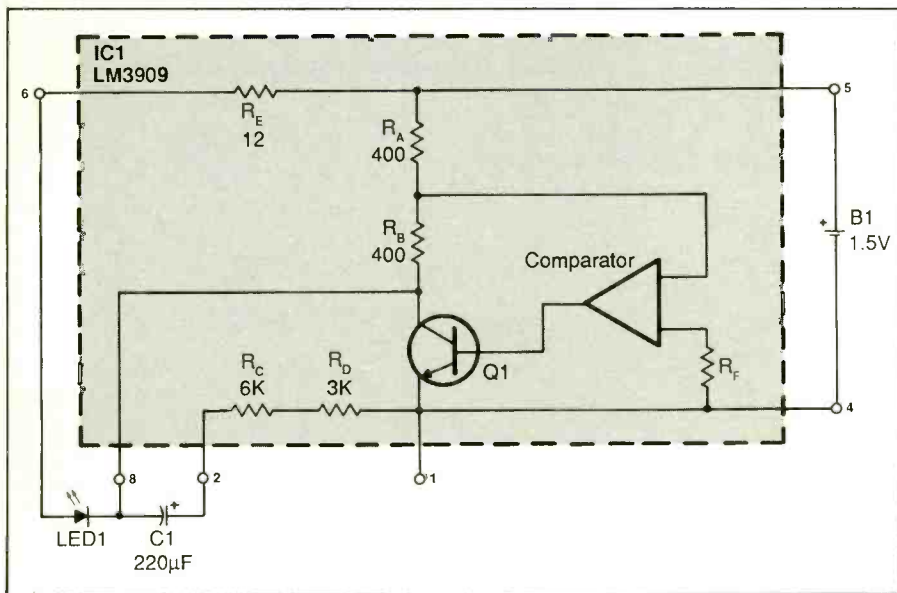 IC1
LM3909
6
5
R_E
12
R_A
400
R_B
400
B1
+
1.5V
Comparator
R_C
6K
R_D
3K
Q1
R_F
4
8
2
1
+
LED1
C1
220μF